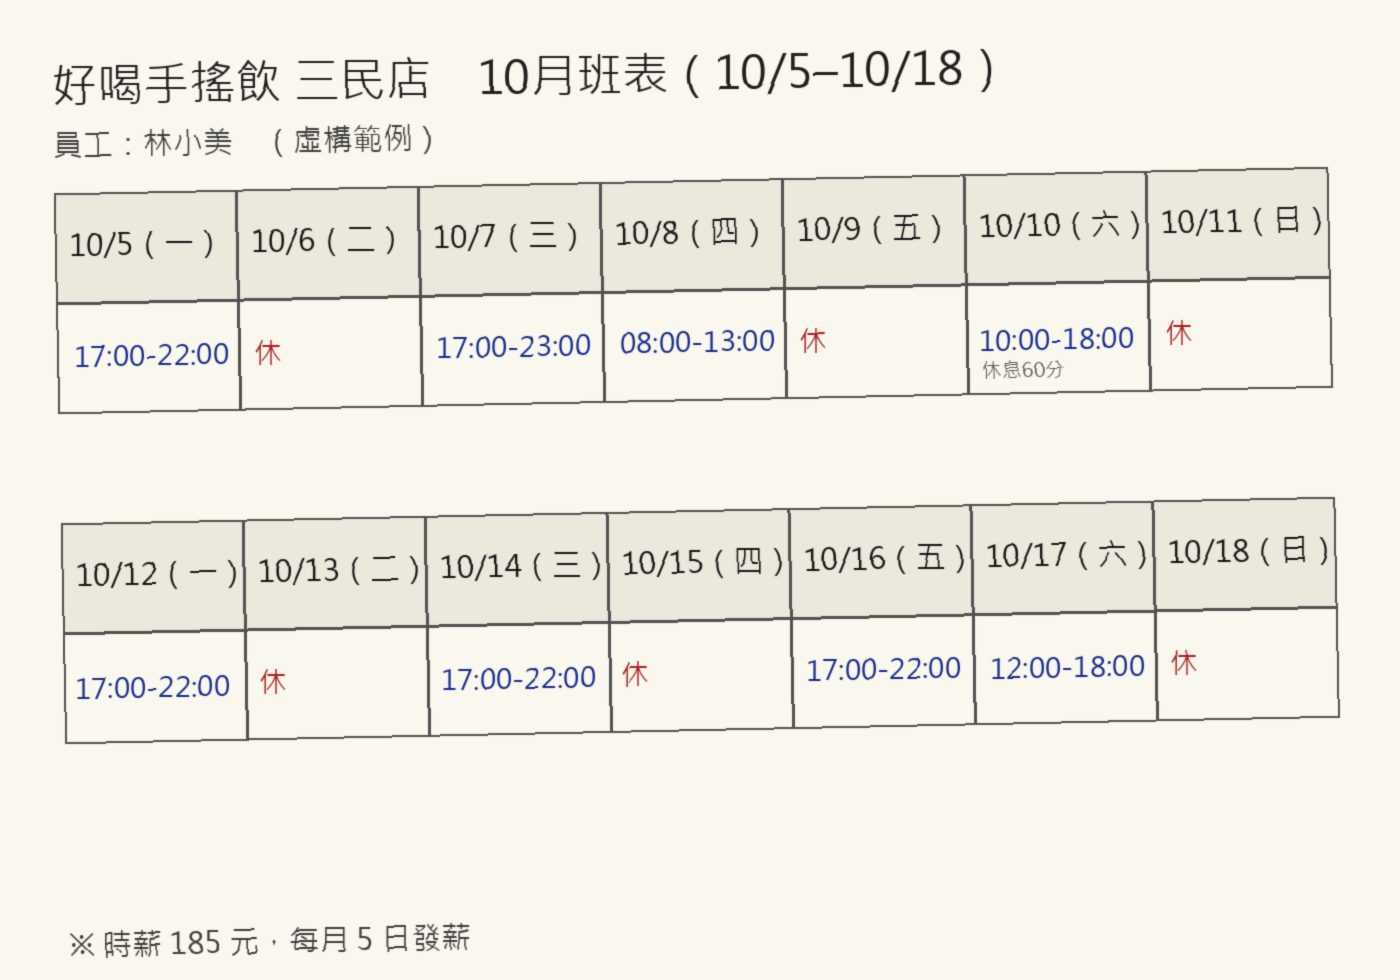 好喝手搖飲 三民店 10月班表（10/5–10/18）
員工：林小美 （虛構範例）
10/5（一） 10/6（二） 10/7（三） 10/8（四） 10/9（五） 10/10（六） 10/11（日）
17:00-22:00 休 17:00-23:00 08:00-13:00 休 10:00-18:00 休
休息60分
10/12（一） 10/13（二） 10/14（三） 10/15（四） 10/16（五） 10/17（六） 10/18（日）
17:00-22:00 休 17:00-22:00 休 17:00-22:00 12:00-18:00 休
※ 時薪 185 元，每月 5 日發薪